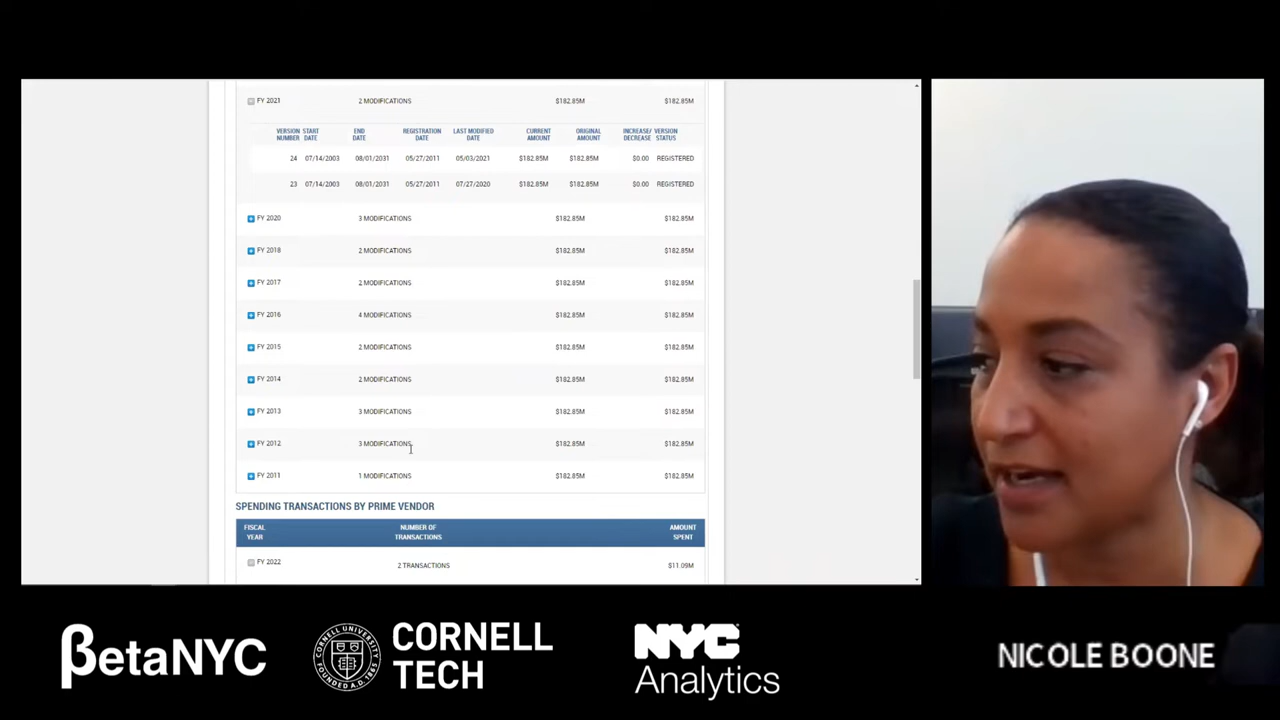 FY 2021 2 MODIFICATIONS $182.85M $182.85M
VERSION NUMBER START DATE END DATE REGISTRATION DATE LAST MODIFIED DATE CURRENT AMOUNT ORIGINAL AMOUNT INCREASE/ DECREASE VERSION STATUS
24 07/14/2003 08/01/2031 05/27/2011 05/03/2021 $182.85M $182.85M $0.00 REGISTERED
23 07/14/2003 08/01/2031 05/27/2011 07/27/2020 $182.85M $182.85M $0.00 REGISTERED
FY 2020 3 MODIFICATIONS $182.85M $182.85M
FY 2018 2 MODIFICATIONS $182.85M $182.85M
FY 2017 2 MODIFICATIONS $182.85M $182.85M
FY 2016 4 MODIFICATIONS $182.85M $182.85M
FY 2015 2 MODIFICATIONS $182.85M $182.85M
FY 2014 2 MODIFICATIONS $182.85M $182.85M
FY 2013 3 MODIFICATIONS $182.85M $182.85M
FY 2012 3 MODIFICATIONS $182.85M $182.85M
FY 2011 1 MODIFICATIONS $182.85M $182.85M
SPENDING TRANSACTIONS BY PRIME VENDOR
FISCAL YEAR NUMBER OF TRANSACTIONS AMOUNT SPENT
FY 2022 2 TRANSACTIONS $11.09M
βetaNYC
CORNELL
TECH
NYC
Analytics
NICOLE BOONE